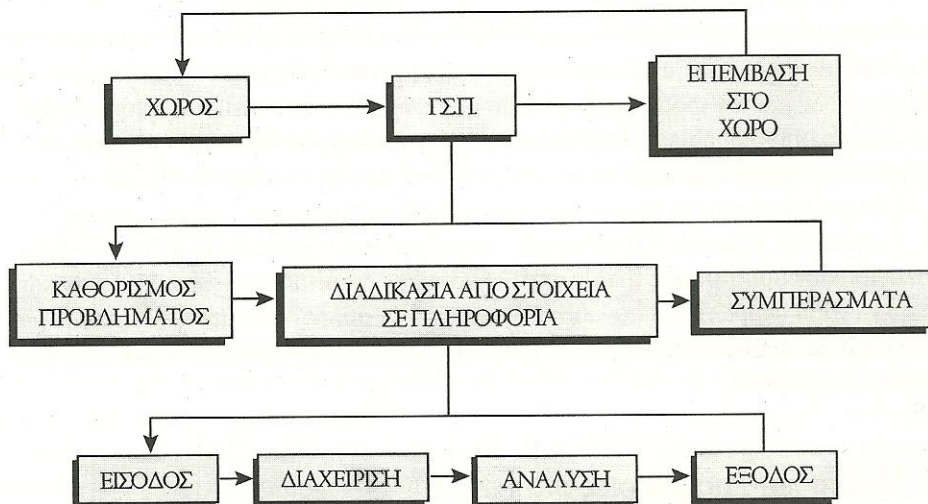 ΧΩΡΟΣ
Γ.Σ.Π.
ΕΠΕΜΒΑΣΗ
ΣΤΟ
ΧΩΡΟ
ΚΑΘΟΡΙΣΜΟΣ
ΠΡΟΒΛΗΜΑΤΟΣ
ΔΙΑΔΙΚΑΣΙΑ ΑΠΟ ΣΤΟΙΧΕΙΑ
ΣΕ ΠΛΗΡΟΦΟΡΙΑ
ΣΥΜΠΕΡΑΣΜΑΤΑ
ΕΙΣΟΔΟΣ
ΔΙΑΧΕΙΡΙΣΗ
ΑΝΑΛΥΣΗ
ΕΞΟΔΟΣ